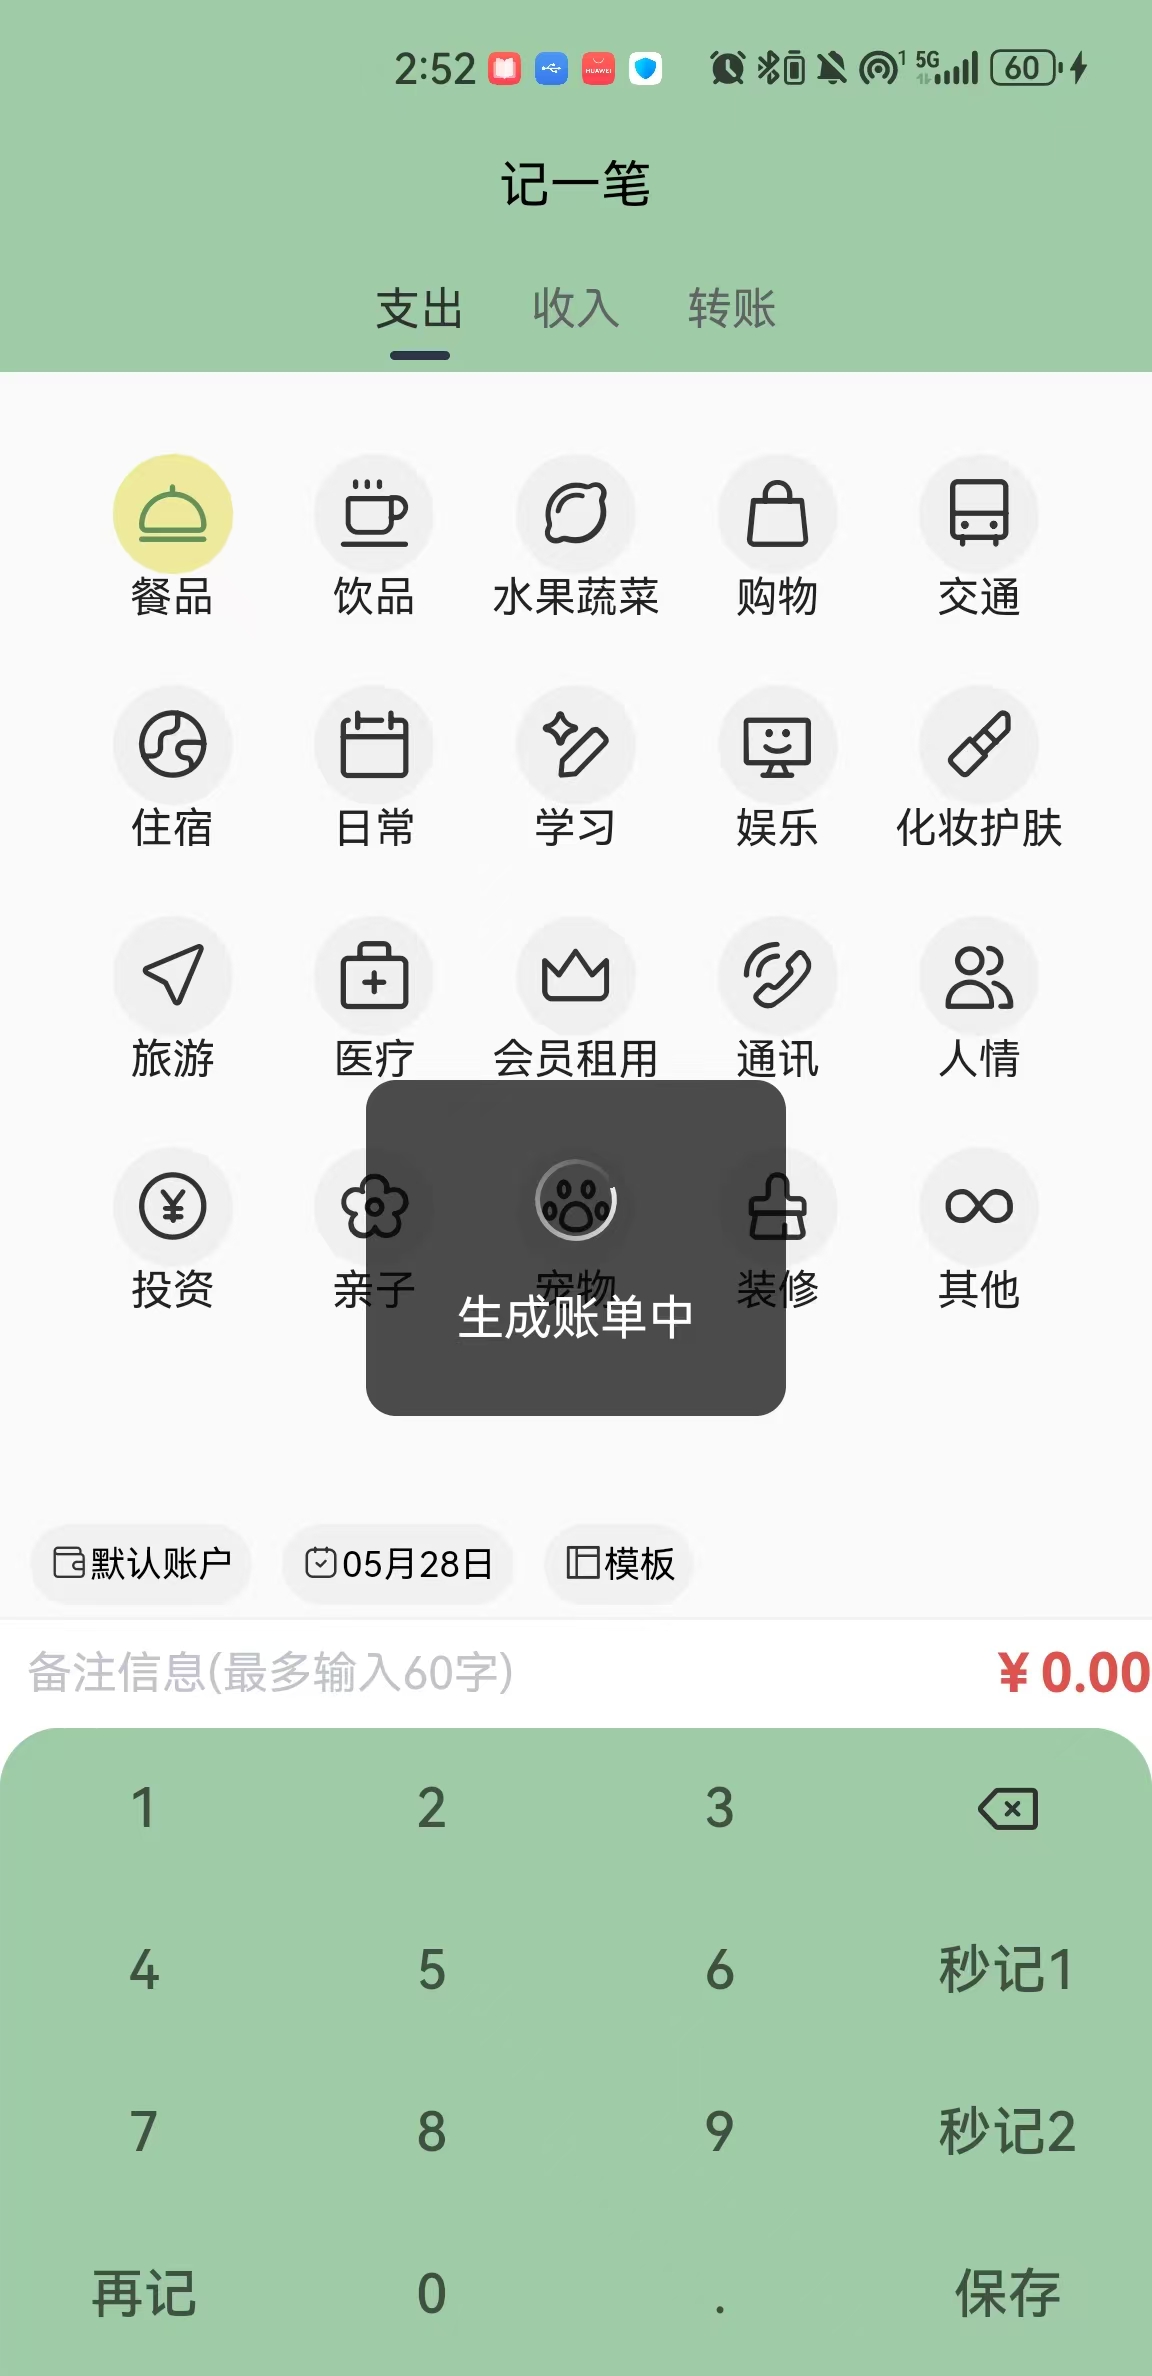 2:52 HUAWEI 1 5G 60
记一笔
支出 收入 转账
餐品 饮品 水果蔬菜 购物 交通
住宿 日常 学习 娱乐 化妆护肤
旅游 医疗 会员租用 通讯 人情
投资 亲子 宠物 装修 其他
生成账单中
默认账户 05月28日 模板
备注信息(最多输入60字) ¥ 0.00
1 2 3
4 5 6 秒记1
7 8 9 秒记2
再记 0 . 保存